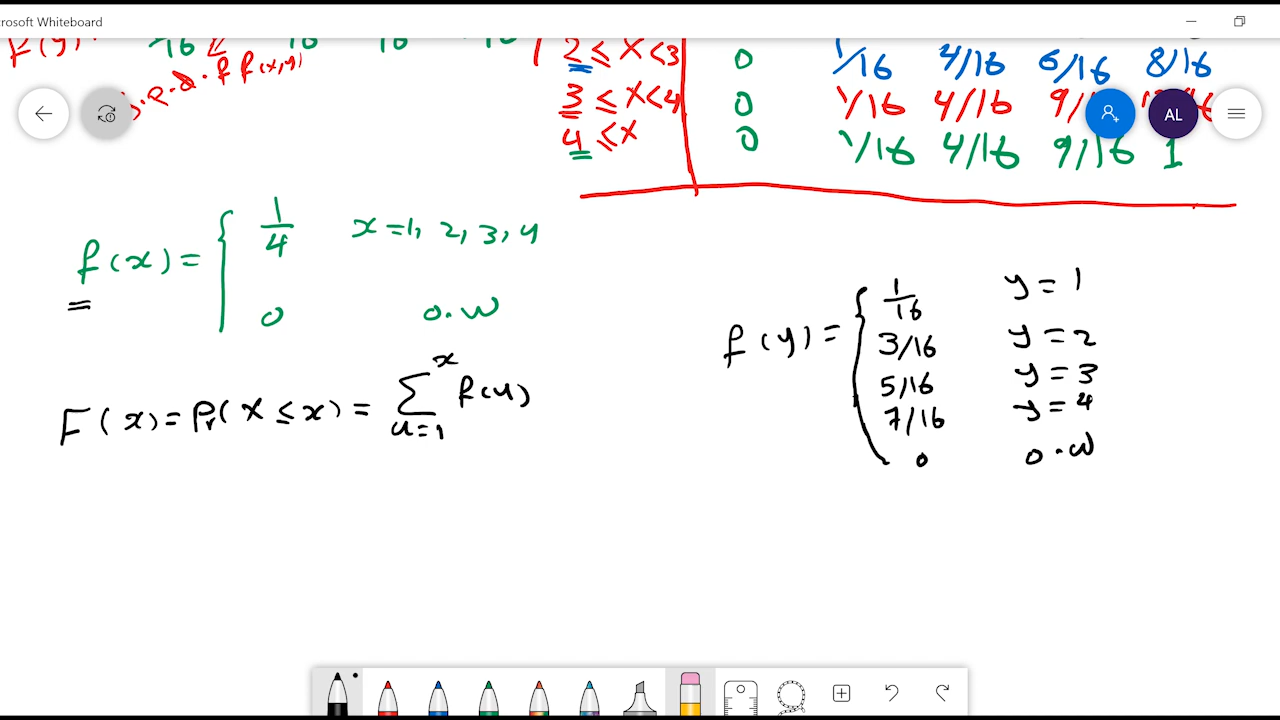 rosoft Whiteboard
2 ≤ X < 3 0 1/16 4/16 6/16 8/16
3 ≤ X < 4 0 1/16 4/16 9/
4 ≤ X 0 1/16 4/16 9/16 1
f(x,y)
AL
f(x) = { 1/4 x = 1, 2, 3, 4
0 0.w
F(x) = Pr(X ≤ x) = ∑_{u=1}^{x} f(u)
f(y) = { 1/16 y = 1
3/16 y = 2
5/16 y = 3
7/16 y = 4
0 0.w